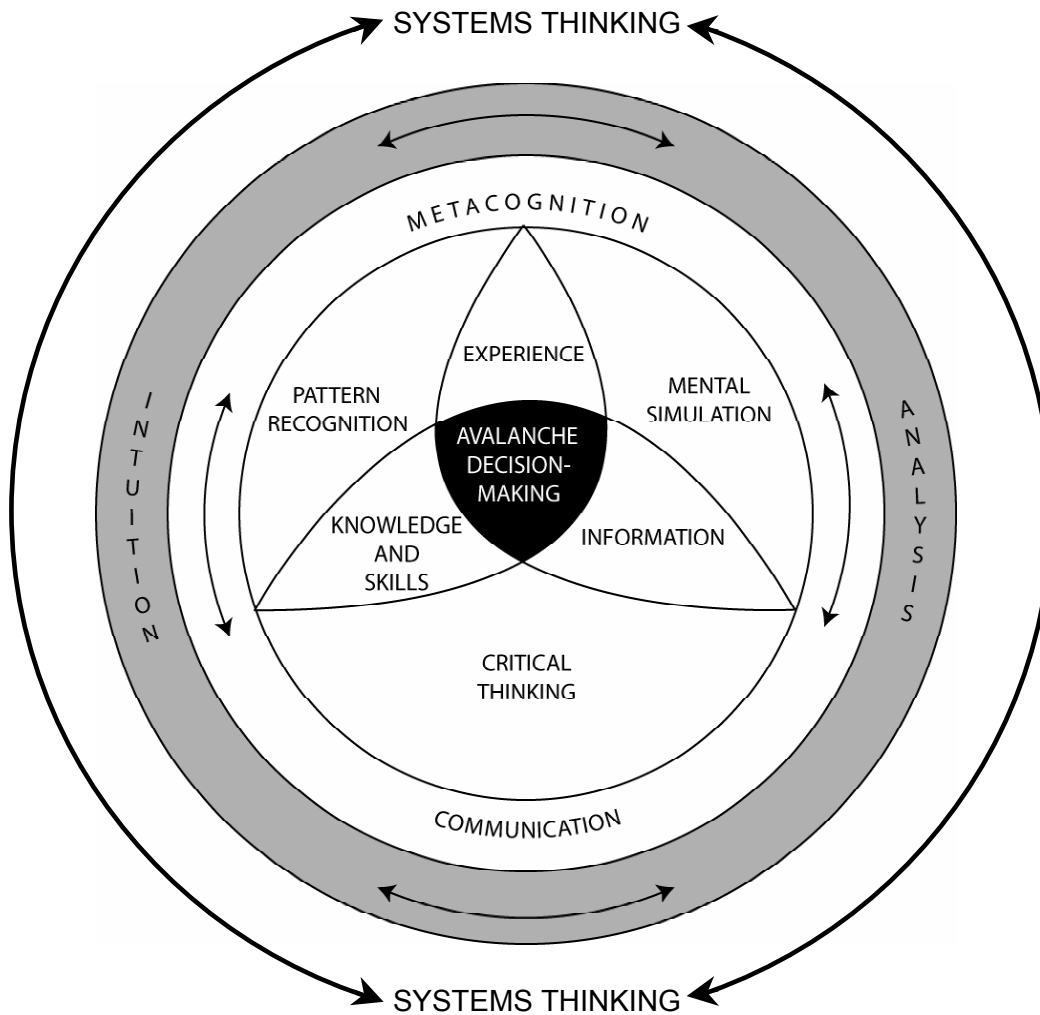 SYSTEMS THINKING
METACOGNITION
EXPERIENCE
PATTERN
RECOGNITION
MENTAL
SIMULATION
INTUITION
ANALYSIS
AVALANCHE
DECISION-
MAKING
KNOWLEDGE
AND
SKILLS
INFORMATION
CRITICAL
THINKING
COMMUNICATION
SYSTEMS THINKING